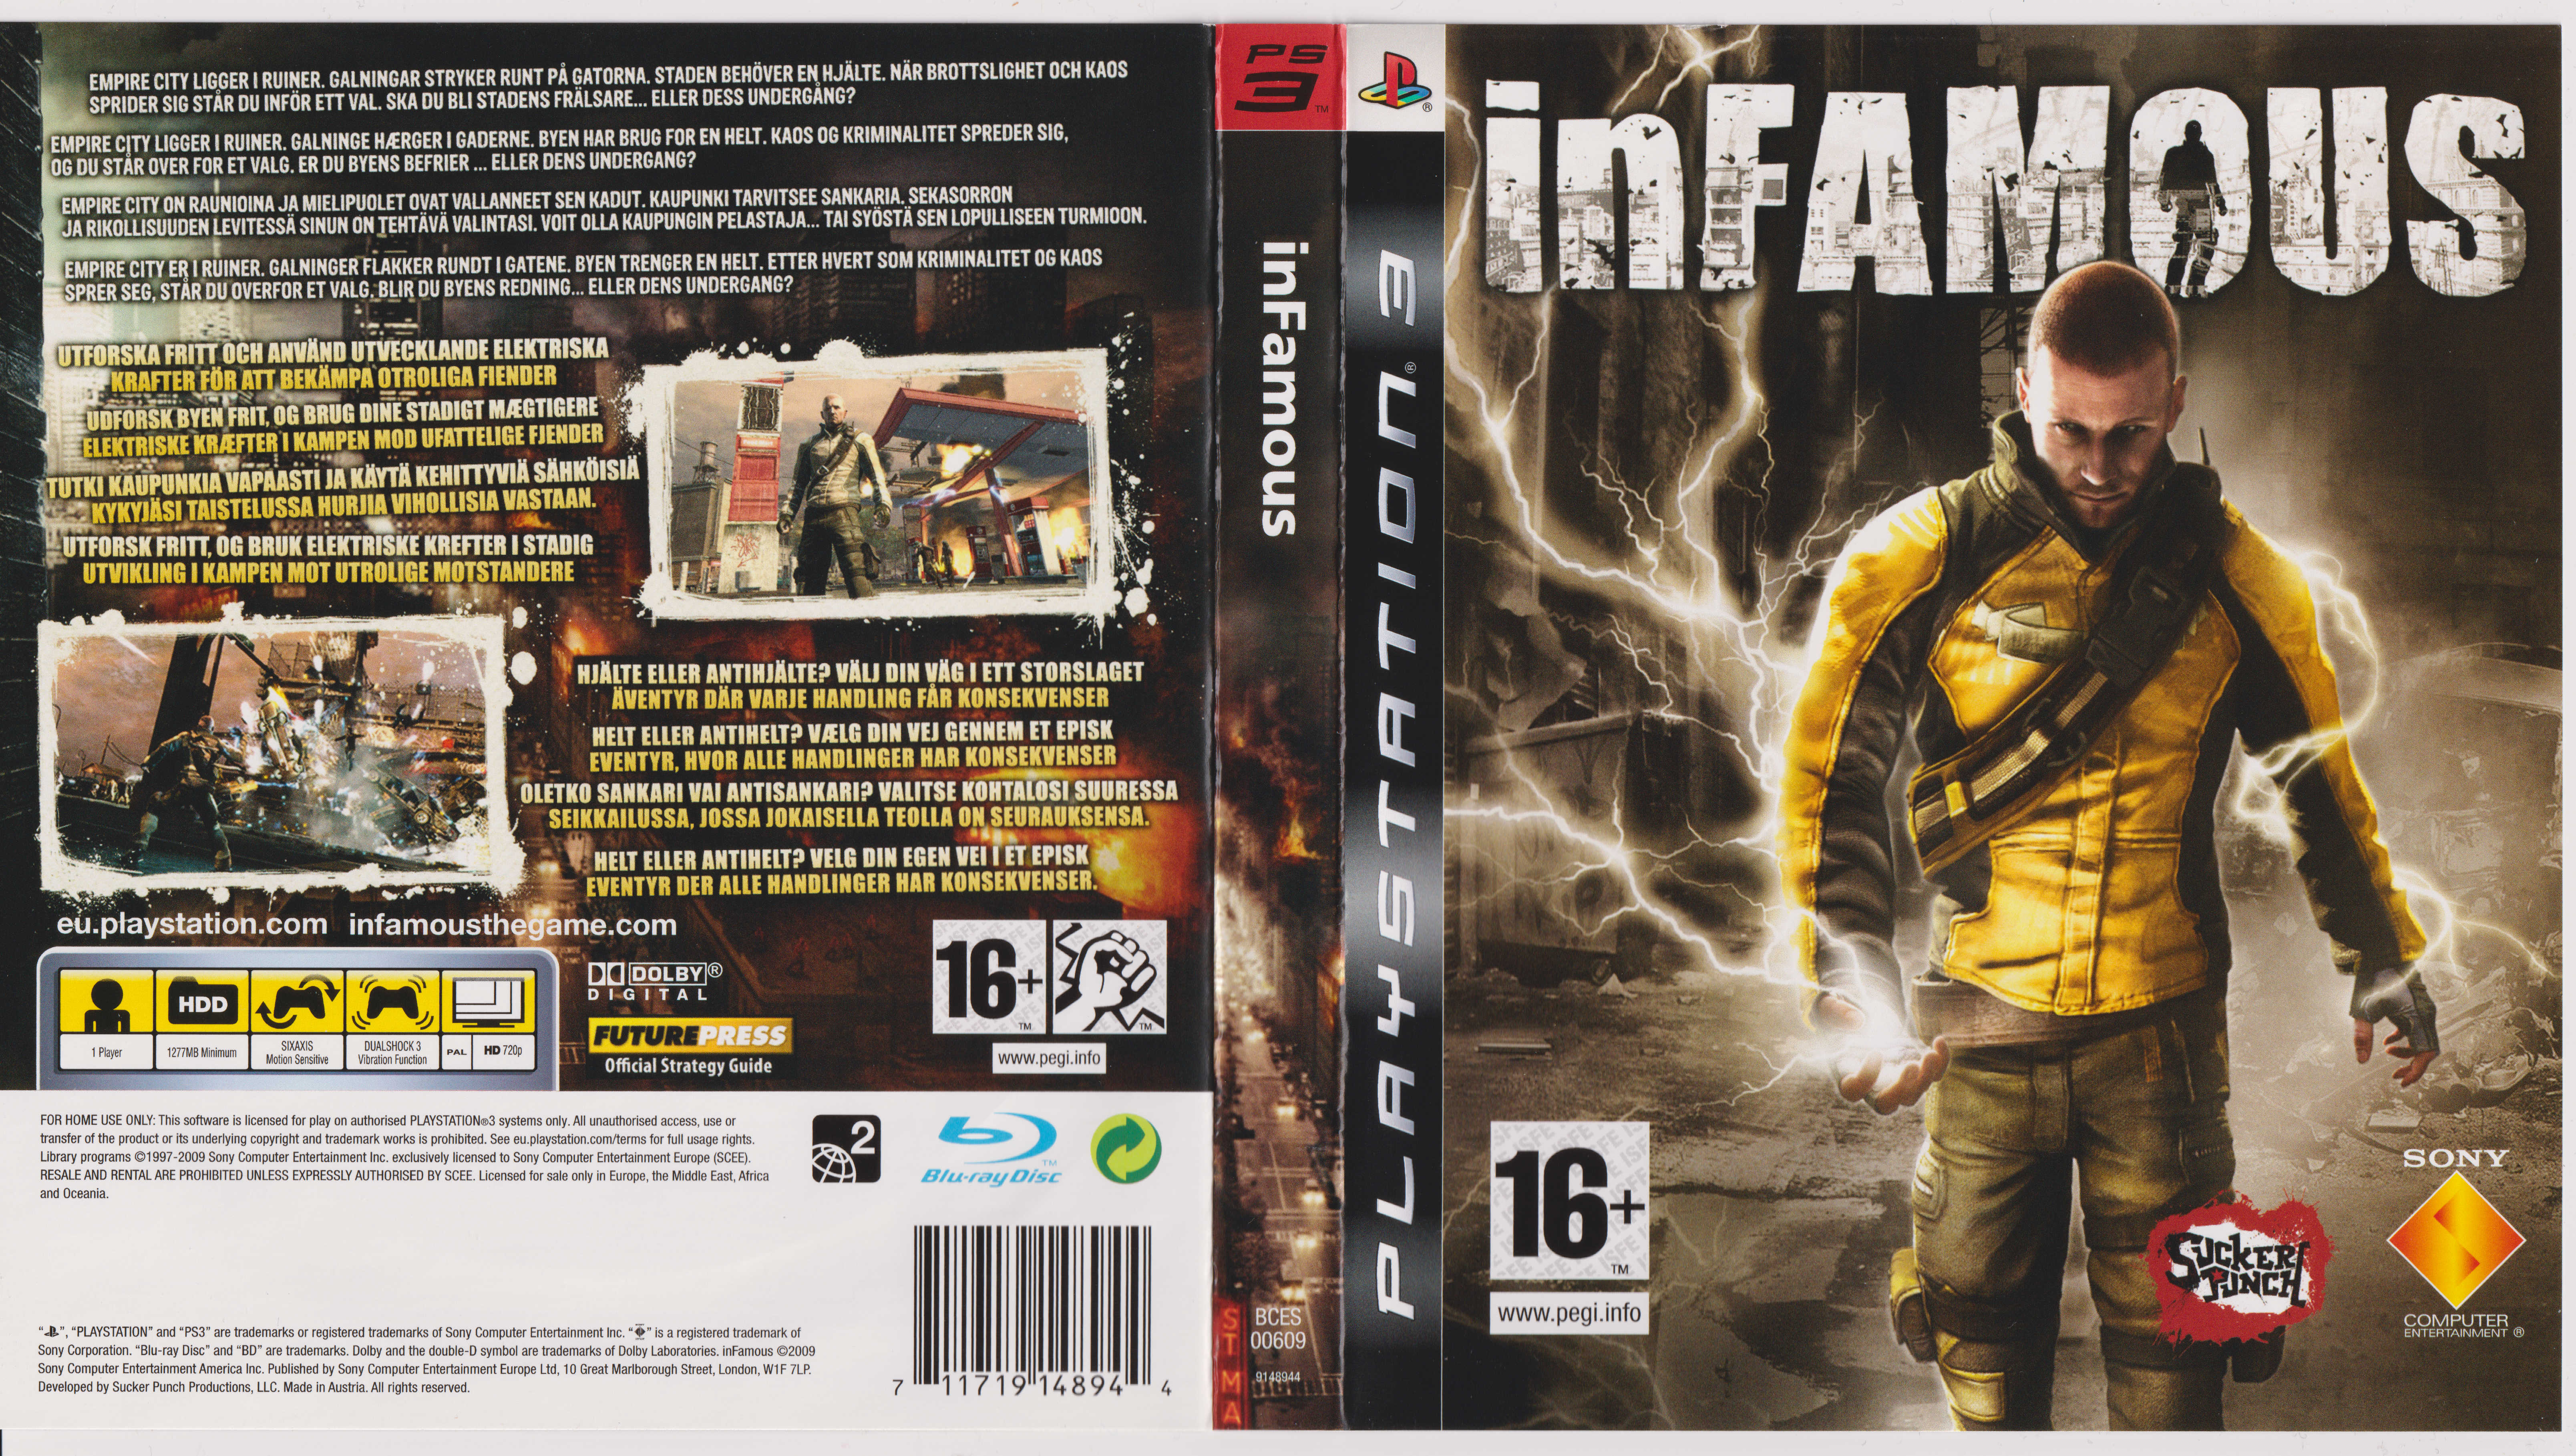 EMPIRE CITY LIGGER I RUINER. GALNINGAR STRYKER RUNT PÅ GATORNA. STADEN BEHÖVER EN HJÄLTE. NÄR BROTTSLIGHET OCH KAOS
SPRIDER SIG STÅR DU INFÖR ETT VAL. SKA DU BLI STADENS FRÄLSARE... ELLER DESS UNDERGÅNG?
EMPIRE CITY LIGGER I RUINER. GALNINGE HÆRGER I GADERNE. BYEN HAR BRUG FOR EN HELT. KAOS OG KRIMINALITET SPREDER SIG,
OG DU STÅR OVER FOR ET VALG. ER DU BYENS BEFRIER ... ELLER DENS UNDERGANG?
EMPIRE CITY ON RAUNIOINA JA MIELIPUOLET OVAT VALLANNEET SEN KADUT. KAUPUNKI TARVITSEE SANKARIA. SEKASORRON
JA RIKOLLISUUDEN LEVITESSÄ SINUN ON TEHTÄVÄ VALINTASI. VOIT OLLA KAUPUNGIN PELASTAJA... TAI SYÖSTÄ SEN LOPULLISEEN TURMIOON.
EMPIRE CITY ER I RUINER. GALNINGER FLAKKER RUNDT I GATENE. BYEN TRENGER EN HELT. ETTER HVERT SOM KRIMINALITET OG KAOS
SPRER SEG, STÅR DU OVERFOR ET VALG. BLIR DU BYENS REDNING... ELLER DENS UNDERGANG?
UTFORSKA FRITT OCH ANVÄND UTVECKLANDE ELEKTRISKA
KRAFTER FÖR ATT BEKÄMPA OTROLIGA FIENDER
UDFORSK BYEN FRIT, OG BRUG DINE STADIGT MÆGTIGERE
ELEKTRISKE KRÆFTER I KAMPEN MOD UFATTELIGE FJENDER
TUTKI KAUPUNKIA VAPAASTI JA KÄYTÄ KEHITTYVIÄ SÄHKÖISIÄ
KYKYJÄSI TAISTELUSSA HURJIA VIHOLLISIA VASTAAN.
UTFORSK FRITT, OG BRUK ELEKTRISKE KREFTER I STADIG
UTVIKLING I KAMPEN MOT UTROLIGE MOTSTANDERE
HJÄLTE ELLER ANTIHJÄLTE? VÄLJ DIN VÄG I ETT STORSLAGET
ÄVENTYR DÄR VARJE HANDLING FÅR KONSEKVENSER
HELT ELLER ANTIHELT? VÆLG DIN VEJ GENNEM ET EPISK
EVENTYR, HVOR ALLE HANDLINGER HAR KONSEKVENSER
OLETKO SANKARI VAI ANTISANKARI? VALITSE KOHTALOSI SUURESSA
SEIKKAILUSSA, JOSSA JOKAISELLA TEOLLA ON SEURAUKSENSA.
HELT ELLER ANTIHELT? VELG DIN EGEN VEI I ET EPISK
EVENTYR DER ALLE HANDLINGER HAR KONSEKVENSER.
eu.playstation.com infamousthegame.com
HDD
1 Player
1277MB Minimum
SIXAXIS
Motion Sensitive
DUALSHOCK 3
Vibration Function
PAL
HD 720p
DOLBY®
DIGITAL
FUTUREPRESS
Official Strategy Guide
16+™
™
www.pegi.info
FOR HOME USE ONLY: This software is licensed for play on authorised PLAYSTATION®3 systems only. All unauthorised access, use or
transfer of the product or its underlying copyright and trademark works is prohibited. See eu.playstation.com/terms for full usage rights.
Library programs ©1997-2009 Sony Computer Entertainment Inc. exclusively licensed to Sony Computer Entertainment Europe (SCEE).
RESALE AND RENTAL ARE PROHIBITED UNLESS EXPRESSLY AUTHORISED BY SCEE. Licensed for sale only in Europe, the Middle East, Africa
and Oceania.
2
Blu-ray Disc™
7 11719 14894 4
“”, “PLAYSTATION” and “PS3” are trademarks or registered trademarks of Sony Computer Entertainment Inc. “” is a registered trademark of
Sony Corporation. “Blu-ray Disc” and “BD” are trademarks. Dolby and the double-D symbol are trademarks of Dolby Laboratories. inFamous ©2009
Sony Computer Entertainment America Inc. Published by Sony Computer Entertainment Europe Ltd, 10 Great Marlborough Street, London, W1F 7LP.
Developed by Sucker Punch Productions, LLC. Made in Austria. All rights reserved.
PS
3™
inFamous
STMA
BCES
00609
9148944
®
PLAYSTATION®3
inFAMOUS
16+
™
www.pegi.info
SUCKER
PUNCH
SONY
COMPUTER
ENTERTAINMENT ®